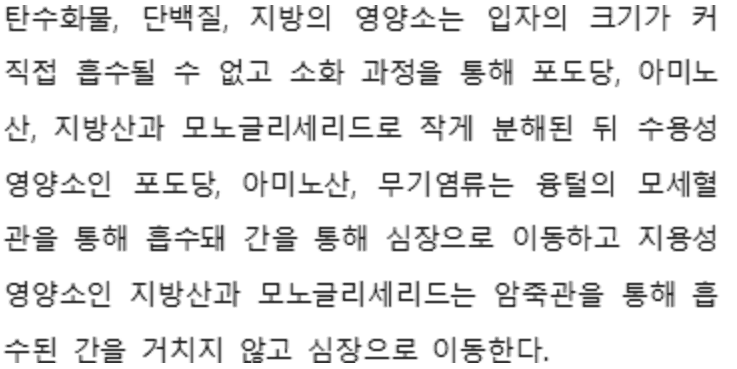 탄수화물, 단백질, 지방의 영양소는 입자의 크기가 커
직접 흡수될 수 없고 소화 과정을 통해 포도당, 아미노
산, 지방산과 모노글리세리드로 작게 분해된 뒤 수용성
영양소인 포도당, 아미노산, 무기염류는 융털의 모세혈
관을 통해 흡수돼 간을 통해 심장으로 이동하고 지용성
영양소인 지방산과 모노글리세리드는 암죽관을 통해 흡
수된 간을 거치지 않고 심장으로 이동한다.